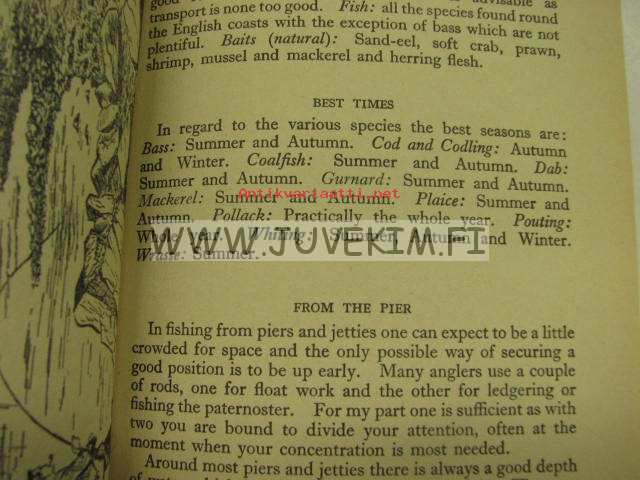 transport is none too good. Fish: all the species found round
the English coasts with the exception of bass which are not
plentiful. Baits (natural): Sand-eel, soft crab, prawn,
shrimp, mussel and mackerel and herring flesh.
BEST TIMES
In regard to the various species the best seasons are:
Bass: Summer and Autumn. Cod and Codling: Autumn
and Winter. Coalfish: Summer and Autumn. Dab:
Summer and Autumn. Gurnard: Summer and Autumn.
Antikvariaatti.net
Mackerel: Summer and Autumn. Plaice: Summer and
Autumn. Pollack: Practically the whole year. Pouting:
Whole year. Whiting: Summer, Autumn and Winter.
WWW.JUVEKIM.FI
Wrasse: Summer.
FROM THE PIER
In fishing from piers and jetties one can expect to be a little
crowded for space and the only possible way of securing a
good position is to be up early. Many anglers use a couple
of rods, one for float work and the other for ledgering or
fishing the paternoster. For my part one is sufficient as with
two you are bound to divide your attention, often at the
moment when your concentration is most needed.
Around most piers and jetties there is always a good depth